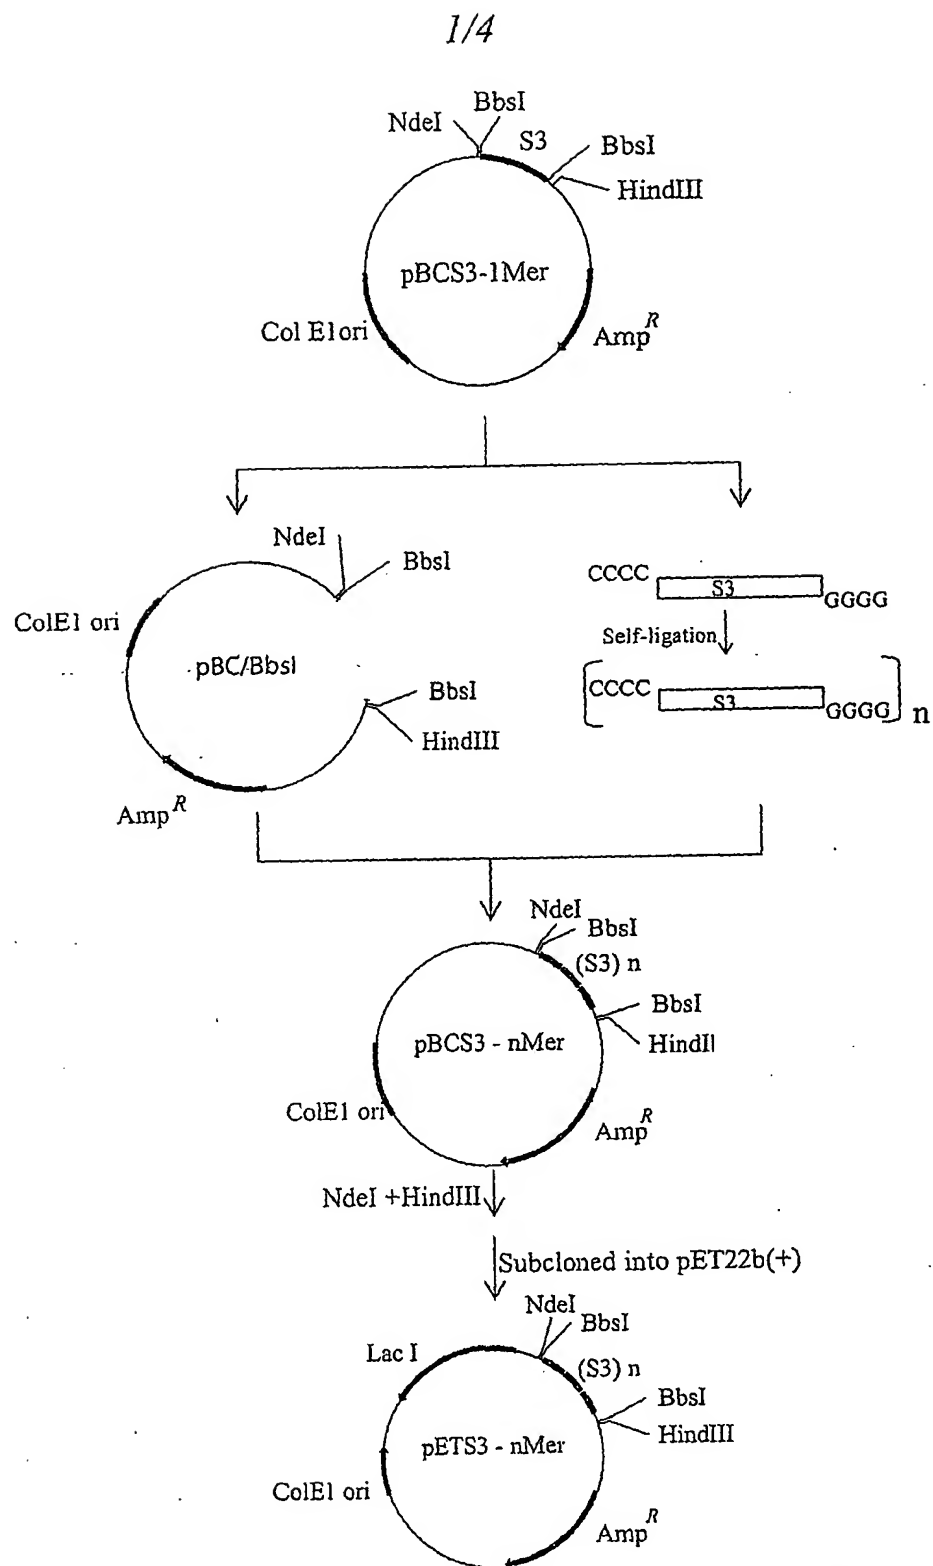 1/4
BbsI
NdeI
S3
BbsI
HindIII
pBCS3-1Mer
Col E1ori
Amp R
NdeI
BbsI
ColE1 ori
pBC/BbsI
BbsI
HindIII
Amp R
CCCC
S3
GGGG
Self-ligation
CCCC
S3
GGGG
n
NdeI
BbsI
(S3) n
BbsI
HindII
pBCS3 - nMer
ColE1 ori
Amp R
NdeI +HindIII
Subcloned into pET22b(+)
NdeI
BbsI
Lac I
(S3) n
BbsI
HindIII
pETS3 - nMer
ColE1 ori
Amp R